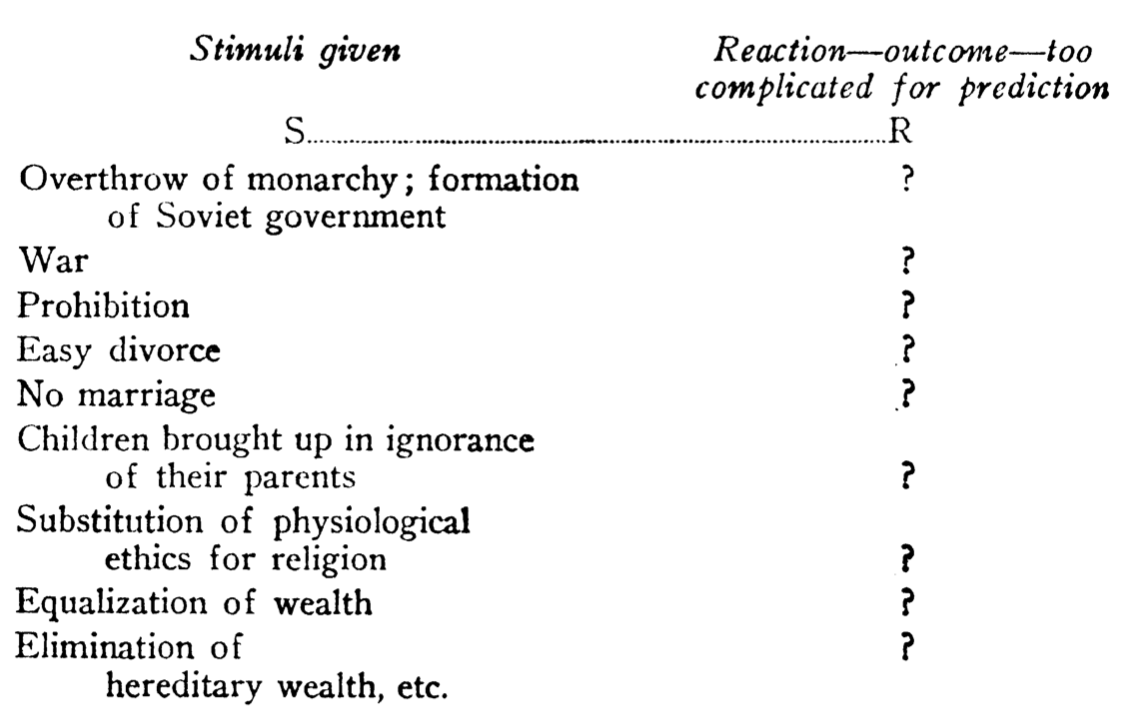 Stimuli given
Reaction—outcome—too
complicated for prediction
S........................................................................R
Overthrow of monarchy; formation ?
of Soviet government
War ?
Prohibition ?
Easy divorce ?
No marriage ?
Children brought up in ignorance
of their parents ?
Substitution of physiological
ethics for religion ?
Equalization of wealth ?
Elimination of ?
hereditary wealth, etc.